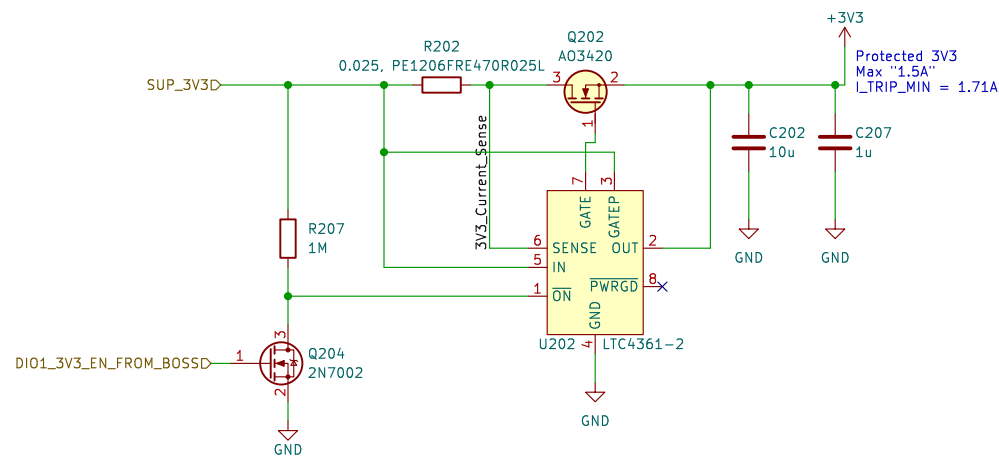 +3V3
Q202
AO3420
R202
0.025, PE1206FRE470R025L
SUP_3V3
3
2
1
Protected 3V3
Max "1.5A"
I_TRIP_MIN = 1.71A
C202
10u
C207
1u
3V3_Current_Sense
7
3
GATE
GATEP
R207
1M
6
SENSE
OUT
2
5
IN
GND
GND
1
ON
PWRGD
8
GND
U202
4
LTC4361-2
3
DIO1_3V3_EN_FROM_BOSS
1
Q204
2N7002
2
GND
GND